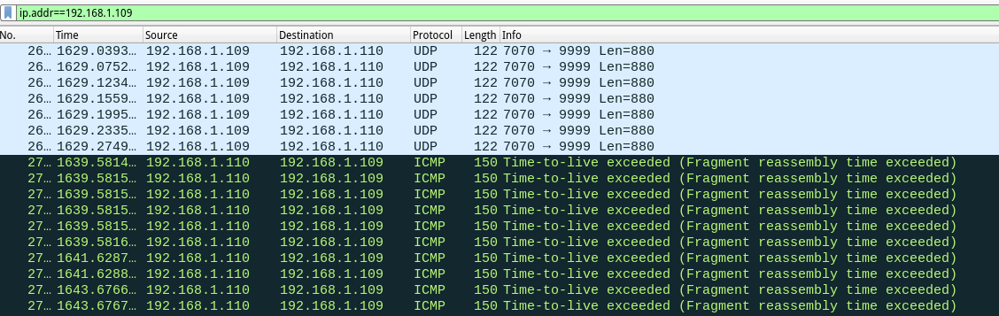 ip.addr==192.168.1.109
No. Time Source Destination Protocol Length Info
26… 1629.0393… 192.168.1.109 192.168.1.110 UDP 122 7070 → 9999 Len=880
26… 1629.0752… 192.168.1.109 192.168.1.110 UDP 122 7070 → 9999 Len=880
26… 1629.1234… 192.168.1.109 192.168.1.110 UDP 122 7070 → 9999 Len=880
26… 1629.1559… 192.168.1.109 192.168.1.110 UDP 122 7070 → 9999 Len=880
26… 1629.1995… 192.168.1.109 192.168.1.110 UDP 122 7070 → 9999 Len=880
26… 1629.2335… 192.168.1.109 192.168.1.110 UDP 122 7070 → 9999 Len=880
26… 1629.2749… 192.168.1.109 192.168.1.110 UDP 122 7070 → 9999 Len=880
27… 1639.5814… 192.168.1.110 192.168.1.109 ICMP 150 Time-to-live exceeded (Fragment reassembly time exceeded)
27… 1639.5815… 192.168.1.110 192.168.1.109 ICMP 150 Time-to-live exceeded (Fragment reassembly time exceeded)
27… 1639.5815… 192.168.1.110 192.168.1.109 ICMP 150 Time-to-live exceeded (Fragment reassembly time exceeded)
27… 1639.5815… 192.168.1.110 192.168.1.109 ICMP 150 Time-to-live exceeded (Fragment reassembly time exceeded)
27… 1639.5815… 192.168.1.110 192.168.1.109 ICMP 150 Time-to-live exceeded (Fragment reassembly time exceeded)
27… 1639.5816… 192.168.1.110 192.168.1.109 ICMP 150 Time-to-live exceeded (Fragment reassembly time exceeded)
27… 1641.6287… 192.168.1.110 192.168.1.109 ICMP 150 Time-to-live exceeded (Fragment reassembly time exceeded)
27… 1641.6288… 192.168.1.110 192.168.1.109 ICMP 150 Time-to-live exceeded (Fragment reassembly time exceeded)
27… 1643.6766… 192.168.1.110 192.168.1.109 ICMP 150 Time-to-live exceeded (Fragment reassembly time exceeded)
27… 1643.6767… 192.168.1.110 192.168.1.109 ICMP 150 Time-to-live exceeded (Fragment reassembly time exceeded)